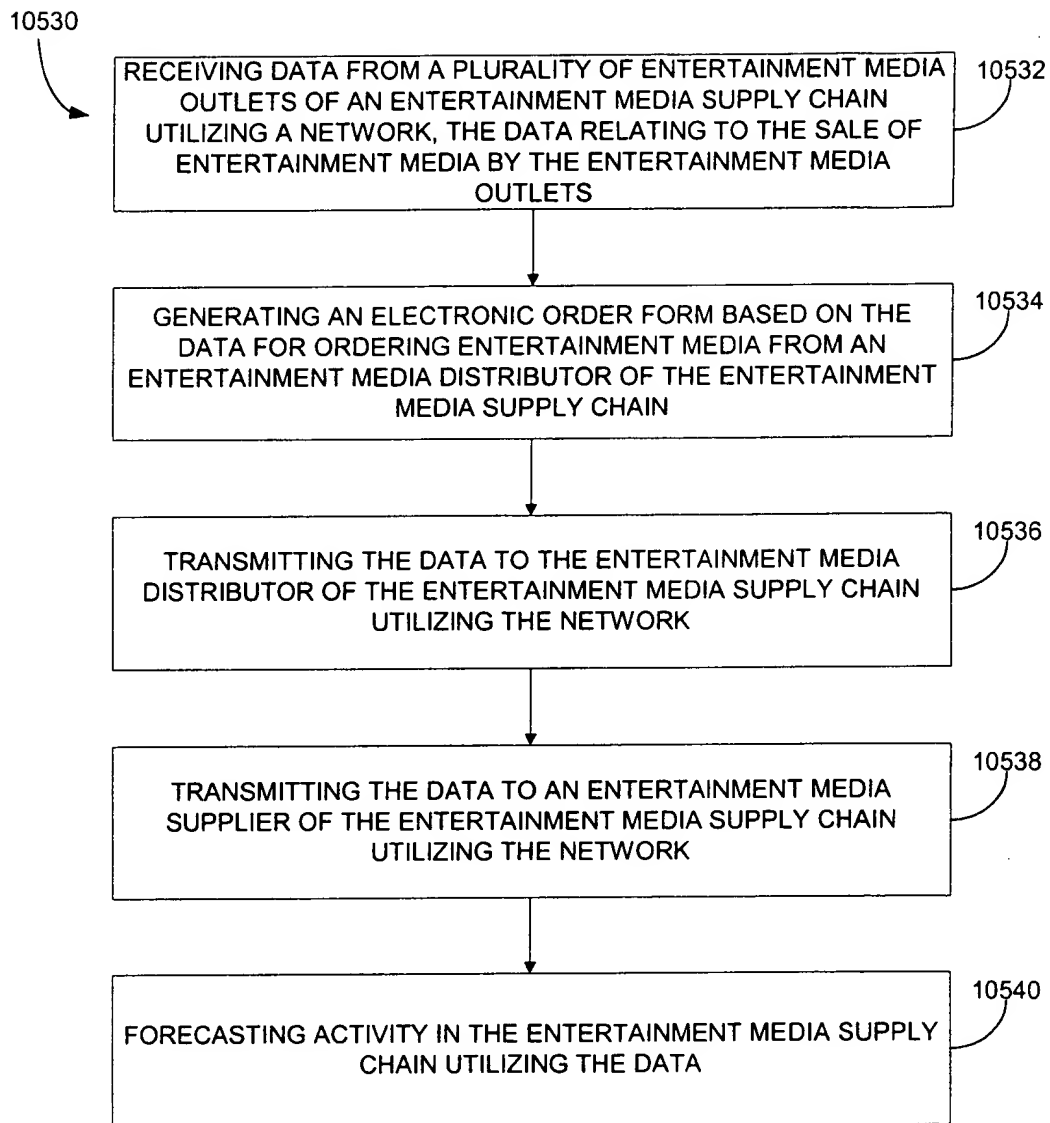 10530
RECEIVING DATA FROM A PLURALITY OF ENTERTAINMENT MEDIA
OUTLETS OF AN ENTERTAINMENT MEDIA SUPPLY CHAIN
UTILIZING A NETWORK, THE DATA RELATING TO THE SALE OF
ENTERTAINMENT MEDIA BY THE ENTERTAINMENT MEDIA
OUTLETS
10532
GENERATING AN ELECTRONIC ORDER FORM BASED ON THE
DATA FOR ORDERING ENTERTAINMENT MEDIA FROM AN
ENTERTAINMENT MEDIA DISTRIBUTOR OF THE ENTERTAINMENT
MEDIA SUPPLY CHAIN
10534
TRANSMITTING THE DATA TO THE ENTERTAINMENT MEDIA
DISTRIBUTOR OF THE ENTERTAINMENT MEDIA SUPPLY CHAIN
UTILIZING THE NETWORK
10536
TRANSMITTING THE DATA TO AN ENTERTAINMENT MEDIA
SUPPLIER OF THE ENTERTAINMENT MEDIA SUPPLY CHAIN
UTILIZING THE NETWORK
10538
FORECASTING ACTIVITY IN THE ENTERTAINMENT MEDIA SUPPLY
CHAIN UTILIZING THE DATA
10540